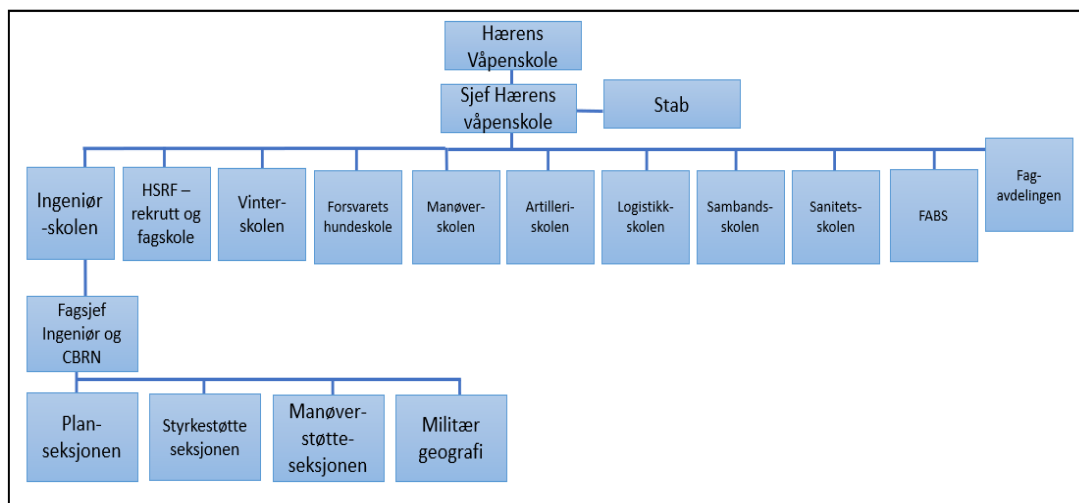 Hærens
Våpenskole
Sjef Hærens
våpenskole
Stab
Ingeniør
-skolen
HSRF –
rekrutt og
fagskole
Vinter-
skolen
Forsvarets
hundeskole
Manøver-
skolen
Artilleri-
skolen
Logistikk-
skolen
Sambands-
skolen
Sanitets-
skolen
FABS
Fag-
avdelingen
Fagsjef
Ingeniør og
CBRN
Plan-
seksjonen
Styrkestøtte
seksjonen
Manøver-
støtte-
seksjonen
Militær
geografi